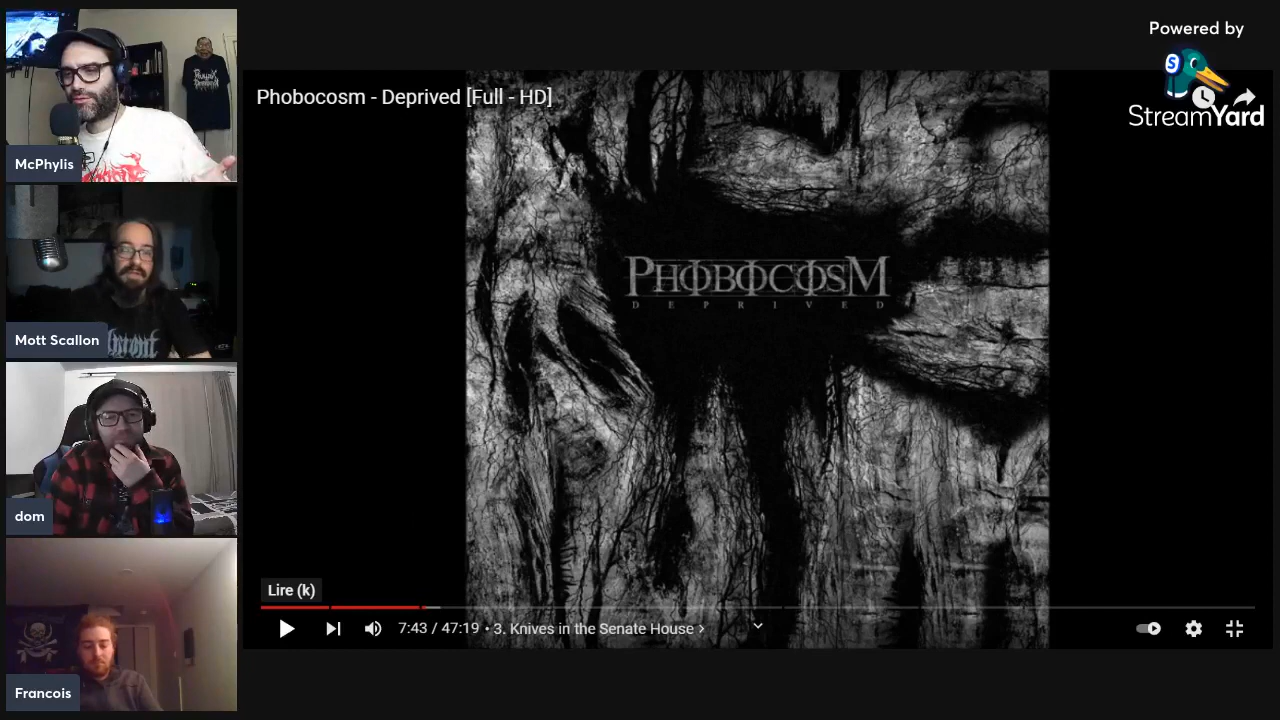 Powered by
S
StreamYard
Phobocosm - Deprived [Full - HD]
McPhylis
PHOBOCOSM
DEPRIVED
Mott Scallon
dom
Lire (k)
7:43 / 47:19 • 3. Knives in the Senate House ›
Francois